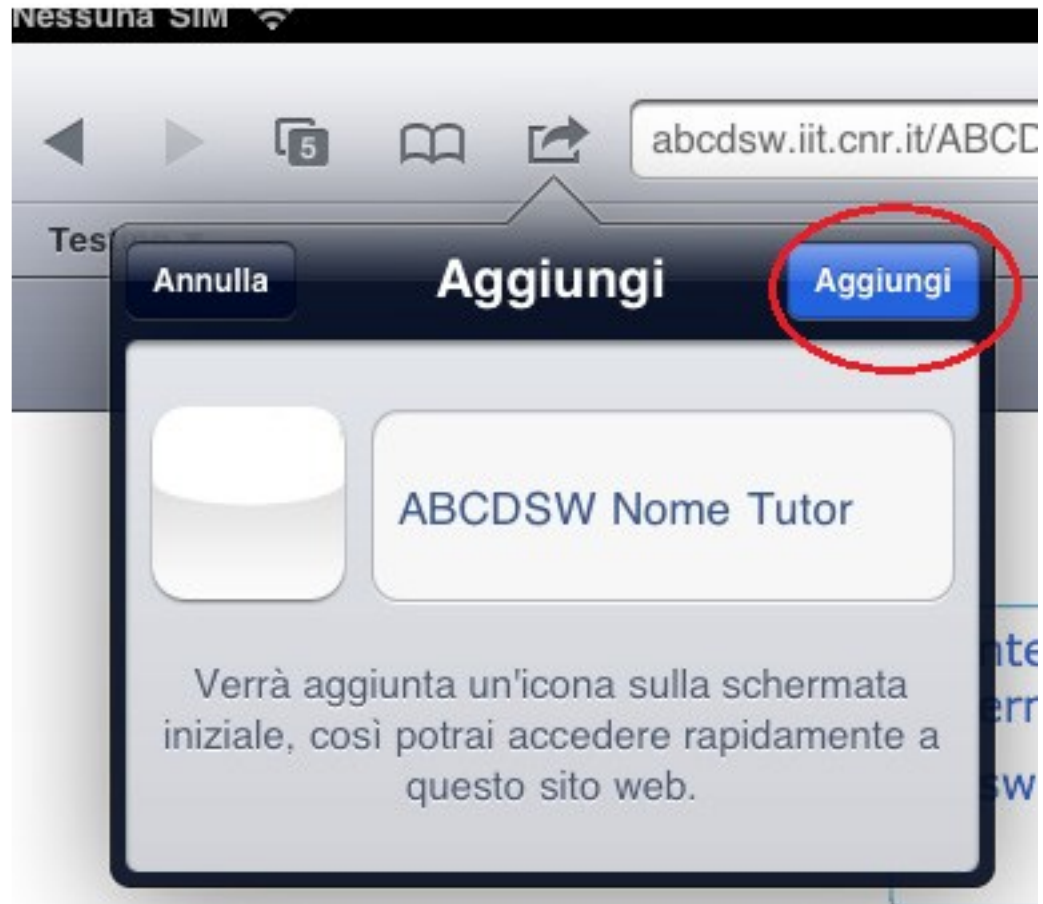 Nessuna SIM
5
abcdsw.iit.cnr.it/ABCD
Annulla
Aggiungi
Aggiungi
ABCDSW Nome Tutor
Verrà aggiunta un'icona sulla schermata
iniziale, così potrai accedere rapidamente a
questo sito web.